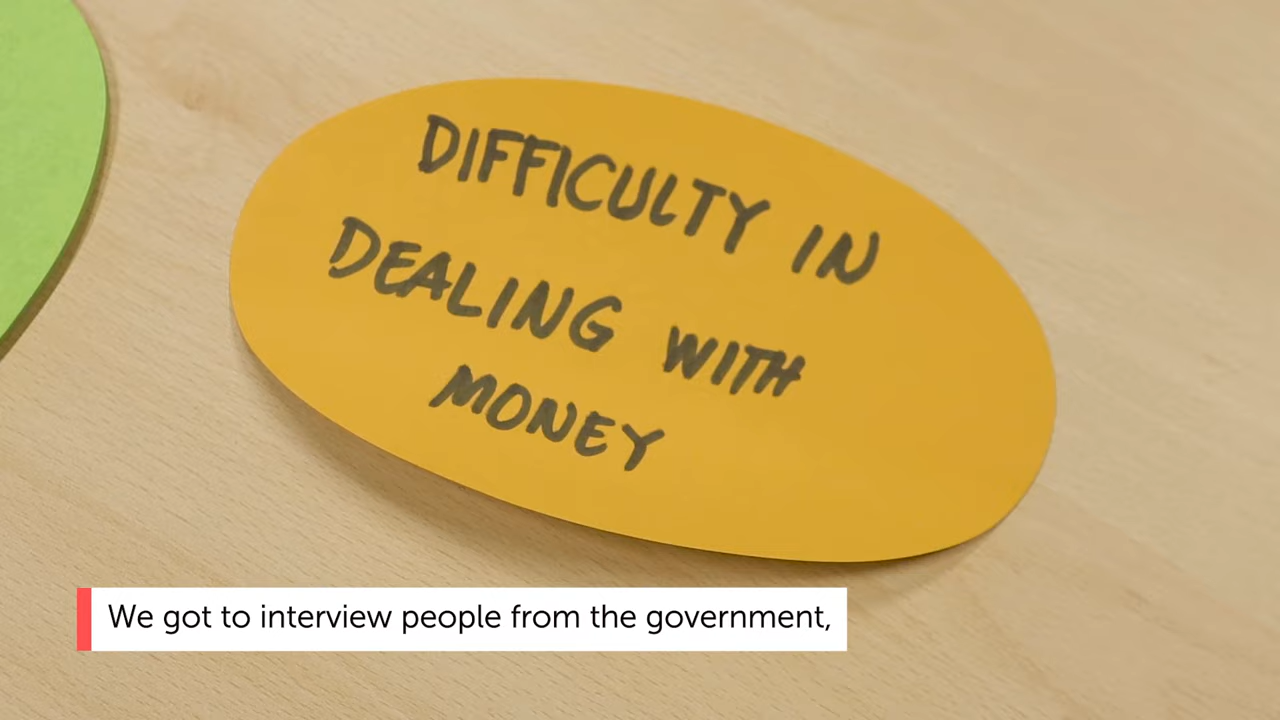 DIFFICULTY IN
DEALING WITH
MONEY
We got to interview people from the government,